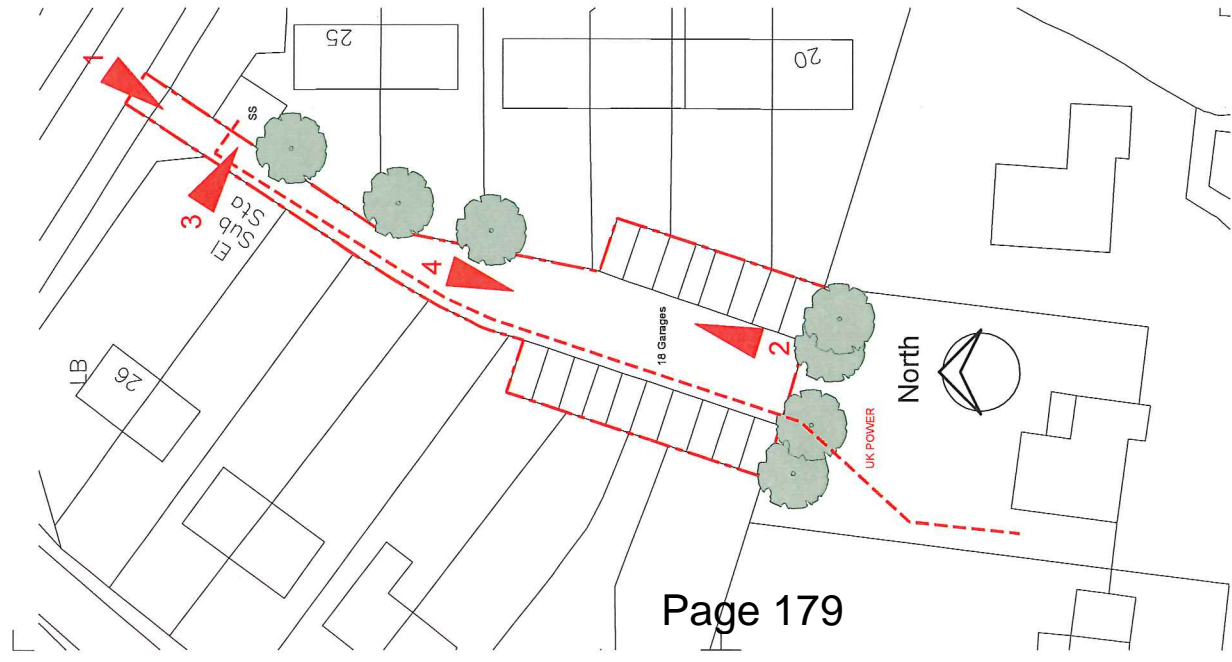 25
20
1
ss
3
El
Sub
Sta
4
18 Garages
2
LB
26
North
UK POWER
Page 179